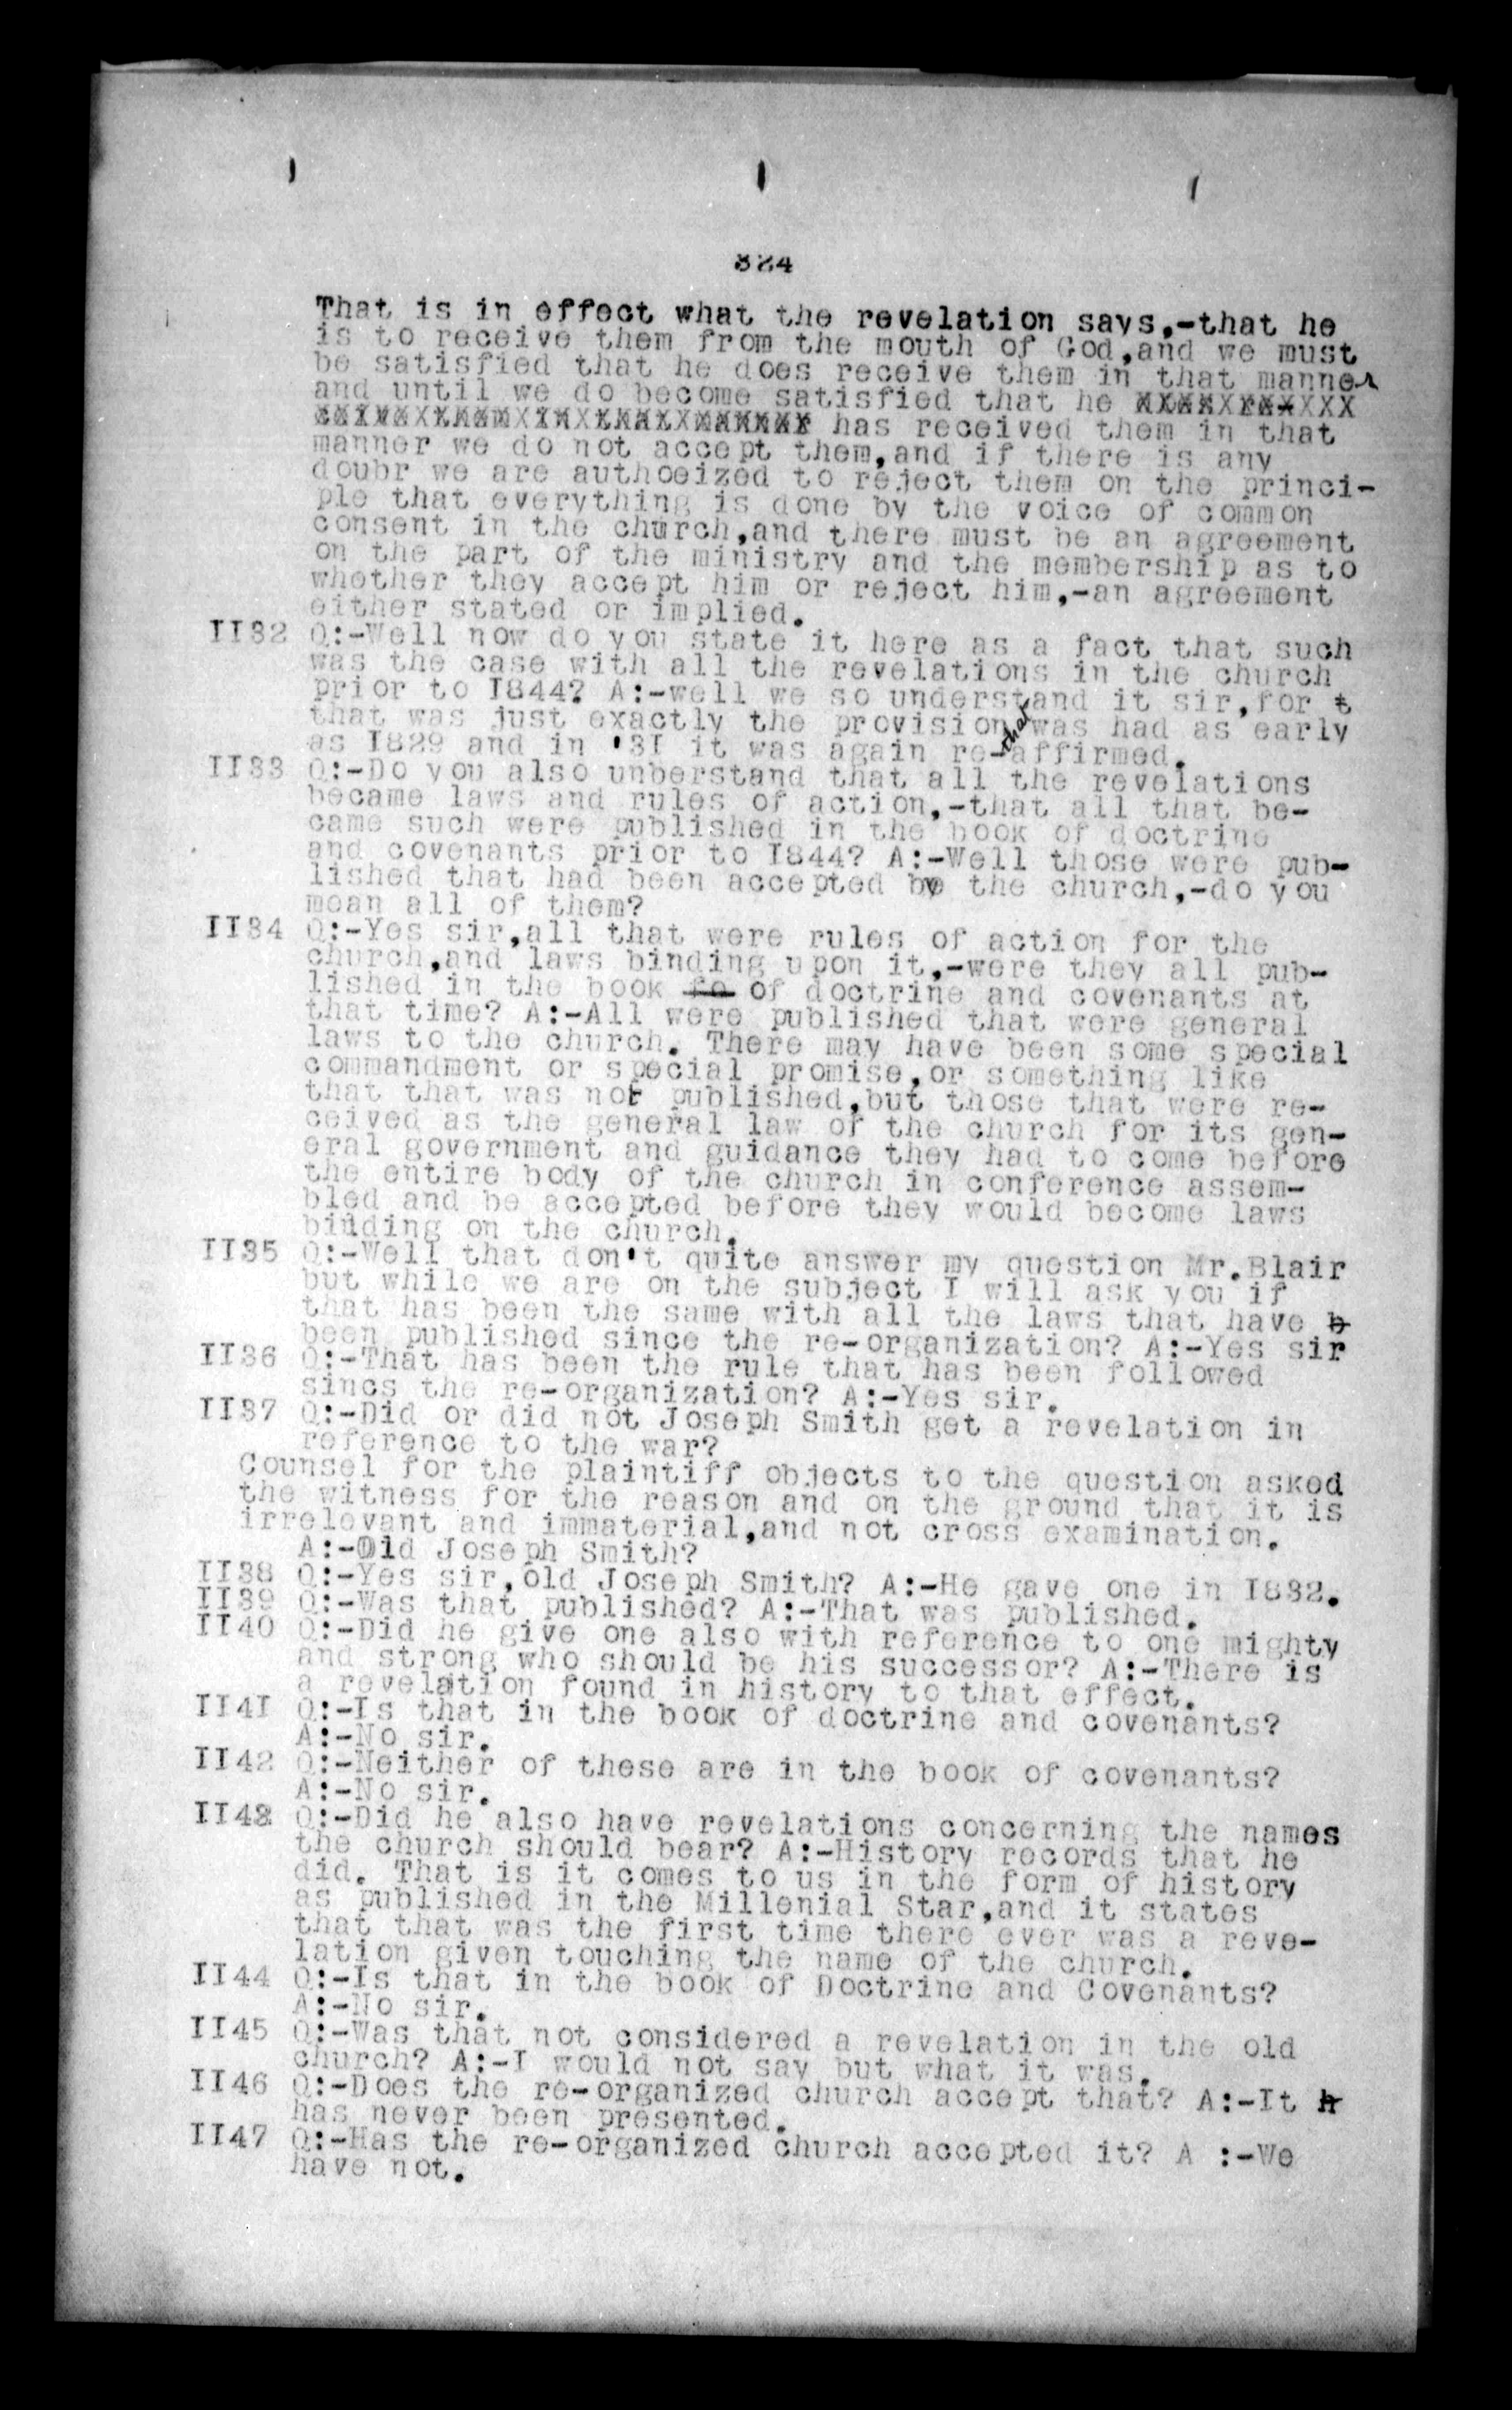 324
That is in effect what the revelation says,-that he
is to receive them from the mouth of God,and we must
be satisfied that he does receive them in that manner
and until we do become satisfied that he
has received them in that
manner we do not accept them,and if there is any
doubr we are authoeized to reject them on the princi-
ple that everything is done by the voice of common
consent in the church,and there must be an agreement
on the part of the ministry and the membership as to
whether they accept him or reject him,-an agreement
either stated or implied.
II32 Q:-Well now do you state it here as a fact that such
was the case with all the revelations in the church
prior to I844? A:-well we so understand it sir,for t
that was just exactly the provision that was had as early
as I829 and in '3I it was again re-affirmed.
II33 Q:-Do you also unberstand that all the revelations
became laws and rules of action,-that all that be-
came such were published in the book of doctrine
and covenants prior to I844? A:-Well those were pub-
lished that had been accepted by the church,-do you
mean all of them?
II34 Q:-Yes sir,all that were rules of action for the
church,and laws binding upon it,-were they all pub-
lished in the book fo of doctrine and covenants at
that time? A:-All were published that were general
laws to the church. There may have been some special
commandment or special promise,or something like
that that was not published,but those that were re-
ceived as the general law of the church for its gen-
eral government and guidance they had to come before
the entire body of the church in conference assem-
bled and be accepted before they would become laws
binding on the church.
II35 Q:-Well that don't quite answer my question Mr.Blair
but while we are on the subject I will ask you if
that has been the same with all the laws that have b
been published since the re-organization? A:-Yes sir
II36 Q:-That has been the rule that has been followed
sincs the re-organization? A:-Yes sir.
II37 Q:-Did or did not Joseph Smith get a revelation in
reference to the war?
Counsel for the plaintiff objects to the question asked
the witness for the reason and on the ground that it is
irrelevant and immaterial,and not cross examination.
A:-Did Joseph Smith?
II38 Q:-Yes sir,old Joseph Smith? A:-He gave one in I832.
II39 Q:-Was that published? A:-That was published.
II40 Q:-Did he give one also with reference to one mighty
and strong who should be his successor? A:-There is
a revelation found in history to that effect.
II4I Q:-Is that in the book of doctrine and covenants?
A:-No sir.
II42 Q:-Neither of these are in the book of covenants?
A:-No sir.
II43 Q:-Did he also have revelations concerning the names
the church should bear? A:-History records that he
did. That is it comes to us in the form of history
as published in the Millenial Star,and it states
that that was the first time there ever was a reve-
lation given touching the name of the church.
II44 Q:-Is that in the book of Doctrine and Covenants?
A:-No sir.
II45 Q:-Was that not considered a revelation in the old
church? A:-I would not say but what it was.
II46 Q:-Does the re-organized church accept that? A:-It h
has never been presented.
II47 Q:-Has the re-organized church accepted it? A :-We
have not.